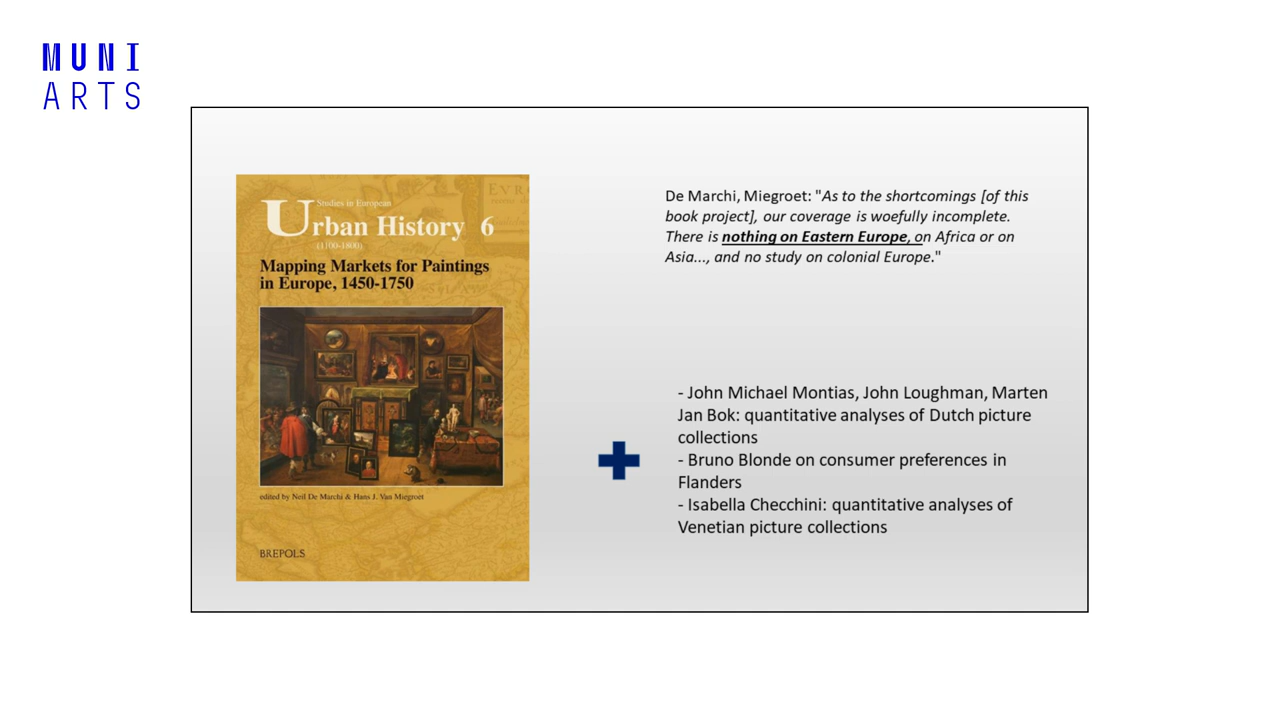 MUNI
ARTS
Studies in European
Urban History 6
(1100-1800)
Mapping Markets for Paintings
in Europe, 1450-1750
edited by Neil De Marchi & Hans J. Van Miegroet
BREPOLS
De Marchi, Miegroet: "As to the shortcomings [of this
book project], our coverage is woefully incomplete.
There is nothing on Eastern Europe, on Africa or on
Asia..., and no study on colonial Europe."
- John Michael Montias, John Loughman, Marten
Jan Bok: quantitative analyses of Dutch picture
collections
- Bruno Blonde on consumer preferences in
Flanders
- Isabella Checchini: quantitative analyses of
Venetian picture collections